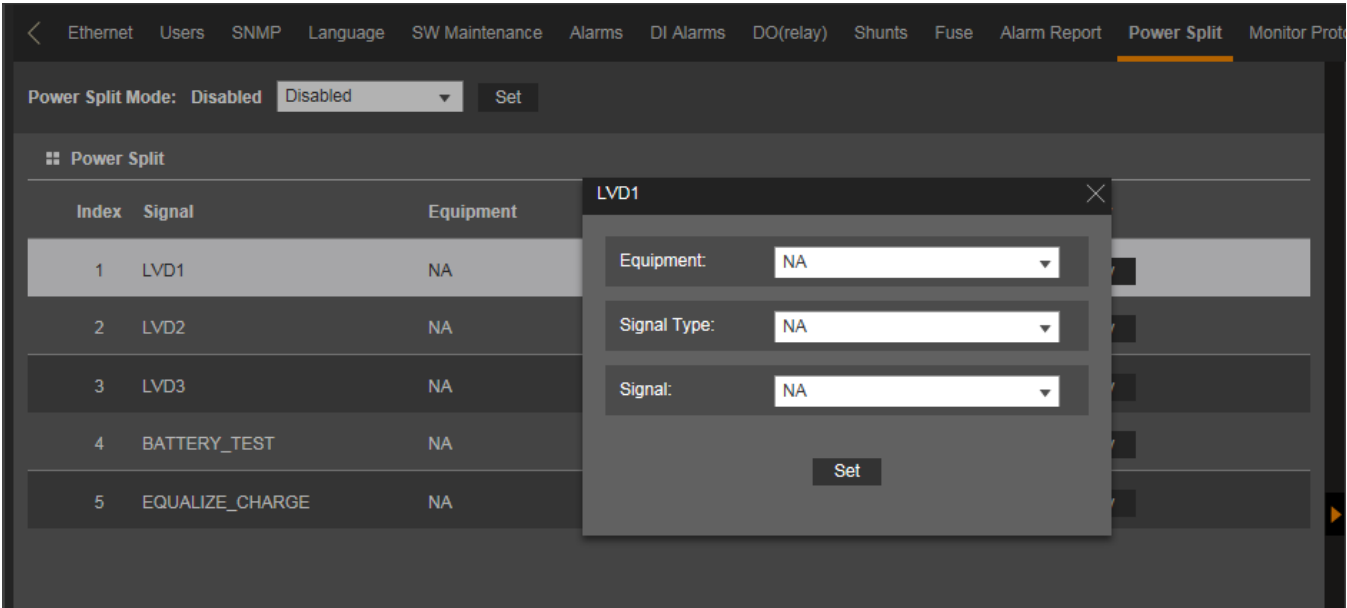 Ethernet Users SNMP Language SW Maintenance Alarms DI Alarms DO(relay) Shunts Fuse Alarm Report Power Split Monitor
Power Split Mode: Disabled Disabled Set
Power Split
Index Signal Equipment
LVD1
1 LVD1 NA
Equipment: NA
2 LVD2 NA
Signal Type: NA
3 LVD3 NA
Signal: NA
4 BATTERY_TEST NA
Set
5 EQUALIZE_CHARGE NA